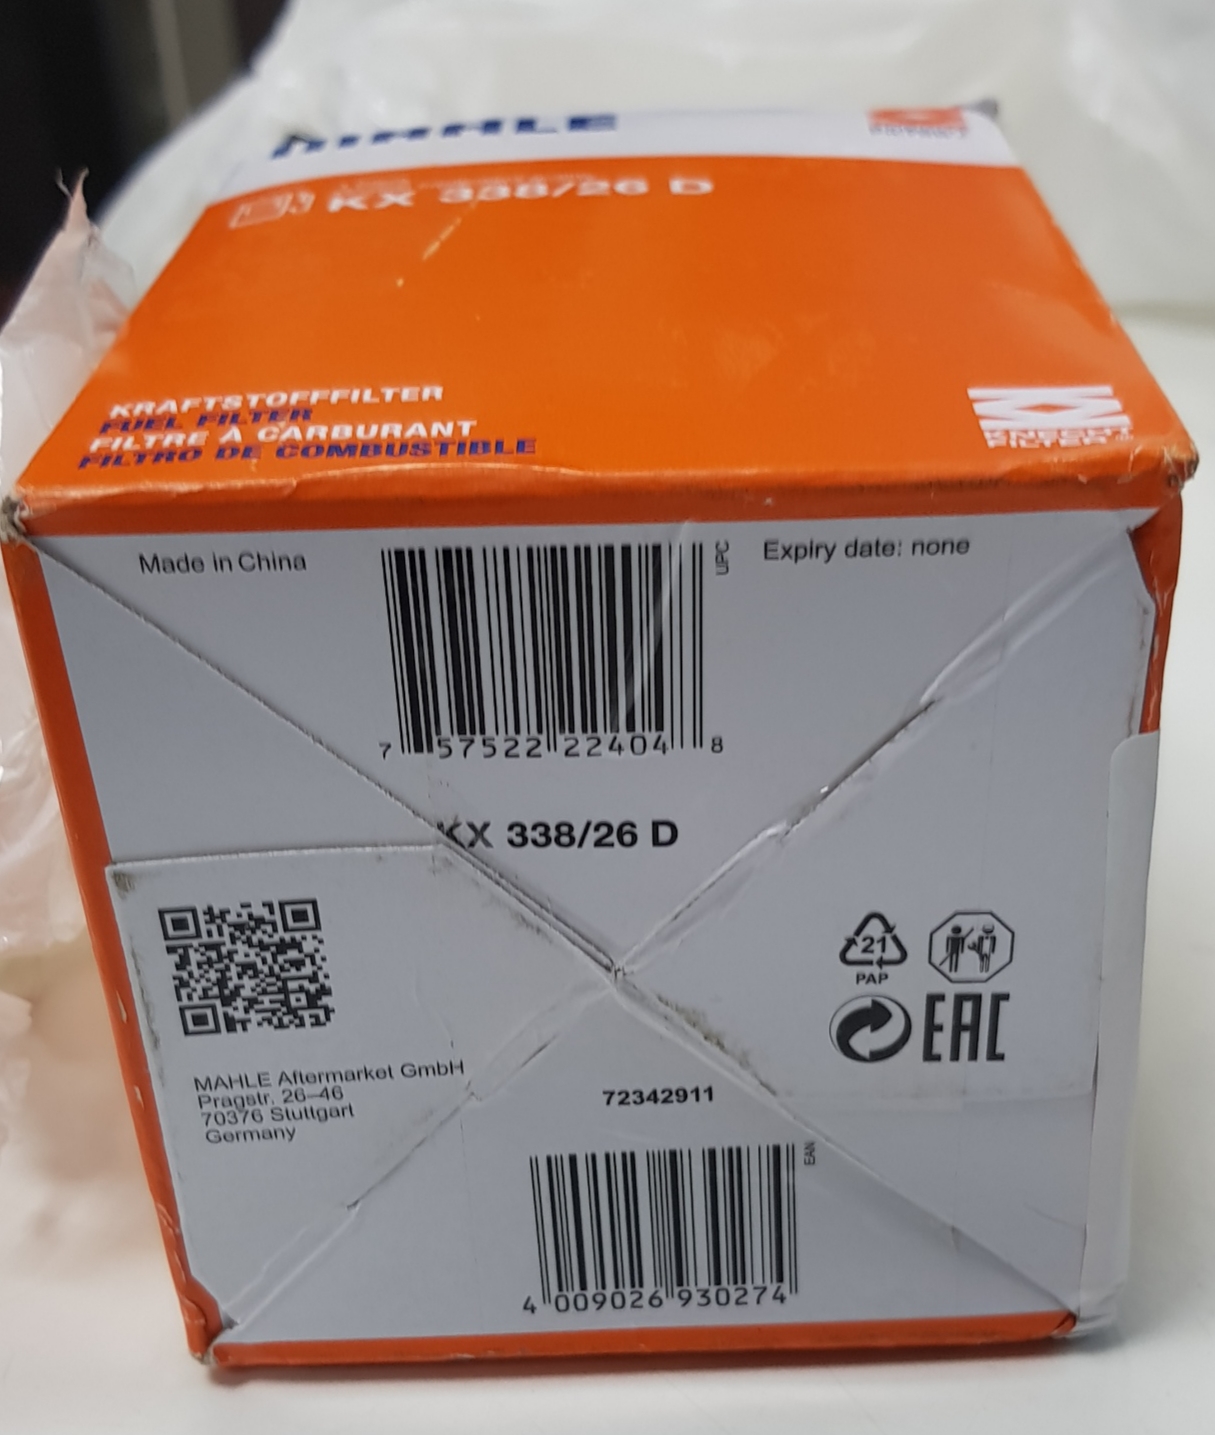 MAHLE
KX 338/26 D
KRAFTSTOFFFILTER
FUEL FILTER
FILTRE À CARBURANT
FILTRO DE COMBUSTIBLE
KNECHT
FILTER
Made in China
UPC
Expiry date: none
7 57522 22404 8
KX 338/26 D
21
PAP
EAC
MAHLE Aftermarket GmbH
Pragstr. 26–46
70376 Stuttgart
Germany
72342911
EAN
4 009026 930274